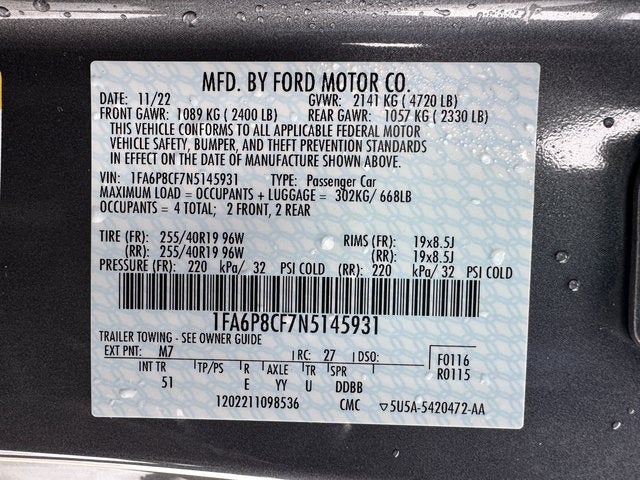 MFD. BY FORD MOTOR CO.
DATE: 11/22 GVWR: 2141 KG ( 4720 LB)
FRONT GAWR: 1089 KG ( 2400 LB) REAR GAWR: 1057 KG ( 2330 LB)
THIS VEHICLE CONFORMS TO ALL APPLICABLE FEDERAL MOTOR
VEHICLE SAFETY, BUMPER, AND THEFT PREVENTION STANDARDS
IN EFFECT ON THE DATE OF MANUFACTURE SHOWN ABOVE.
VIN: 1FA6P8CF7N5145931 TYPE: Passenger Car
MAXIMUM LOAD = OCCUPANTS + LUGGAGE = 302KG/ 668LB
OCCUPANTS = 4 TOTAL; 2 FRONT, 2 REAR
TIRE (FR): 255/40R19 96W RIMS (FR): 19x8.5J
(RR): 255/40R19 96W (RR): 19x8.5J
PRESSURE (FR): 220 kPa/ 32 PSI COLD (RR): 220 kPa/ 32 PSI COLD
1FA6P8CF7N5145931
TRAILER TOWING - SEE OWNER GUIDE
EXT PNT: M7 RC: 27 DSO: F0116
R0115
INT TR TP/PS R AXLE TR SPR
51 E YY U DDBB
1202211098536 CMC ▽5U5A-5420472-AA